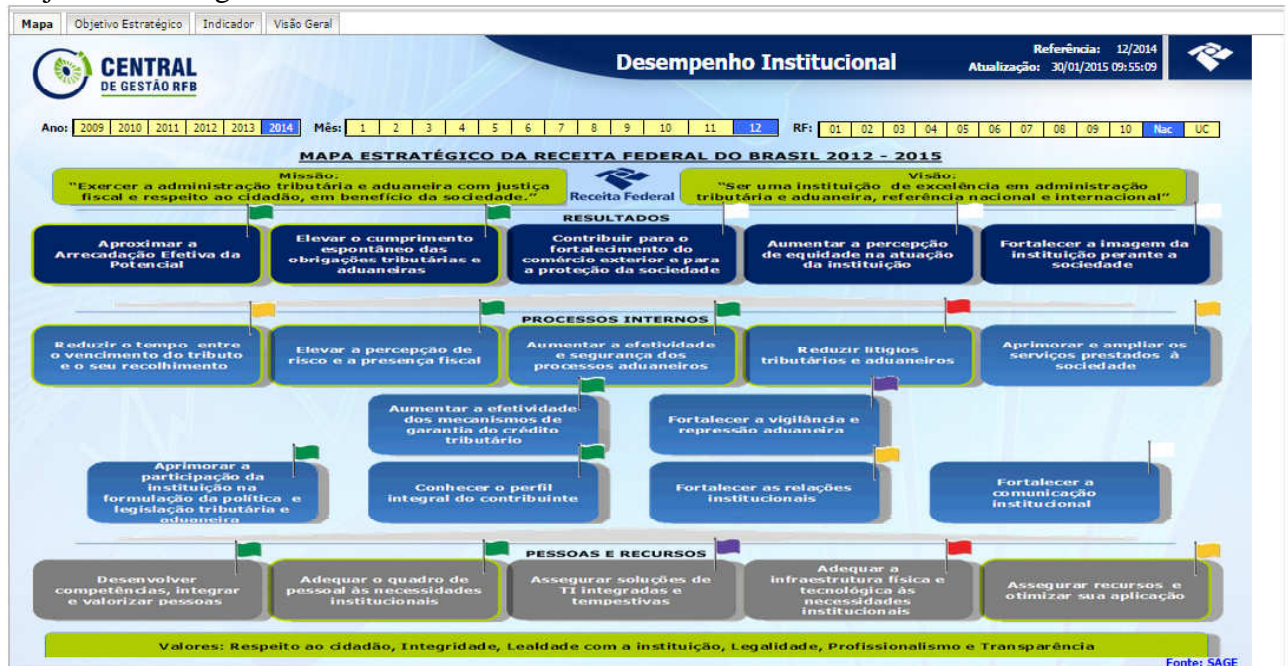 Mapa Objetivo Estratégico Indicador Visão Geral
CENTRAL
DE GESTÃO RFB
Desempenho Institucional
Referência: 12/2014
Atualização: 30/01/2015 09:55:09
Ano: 2009 2010 2011 2012 2013 2014 Mês: 1 2 3 4 5 6 7 8 9 10 11 12 RF: 01 02 03 04 05 06 07 08 09 10 Nac UC
MAPA ESTRATÉGICO DA RECEITA FEDERAL DO BRASIL 2012 - 2015
Missão:
"Exercer a administração tributária e aduaneira com justiça
fiscal e respeito ao cidadão, em benefício da sociedade."
Receita Federal
Visão:
"Ser uma instituição de excelência em administração
tributária e aduaneira, referência nacional e internacional"
RESULTADOS
Aproximar a
Arrecadação Efetiva da
Potencial
Elevar o cumprimento
espontâneo das
obrigações tributárias e
aduaneiras
Contribuir para o
fortalecimento do
comércio exterior e para
a proteção da sociedade
Aumentar a percepção
de equidade na atuação
da instituição
Fortalecer a imagem da
instituição perante a
sociedade
PROCESSOS INTERNOS
Reduzir o tempo entre
o vencimento do tributo
e o seu recolhimento
Elevar a percepção de
risco e a presença fiscal
Aumentar a efetividade
e segurança dos
processos aduaneiros
Reduzir litígios
tributários e aduaneiros
Aprimorar e ampliar os
serviços prestados à
sociedade
Aumentar a efetividade
dos mecanismos de
garantia do crédito
tributário
Fortalecer a vigilância e
repressão aduaneira
Aprimorar a
participação da
instituição na
formulação da política e
legislação tributária e
aduaneira
Conhecer o perfil
integral do contribuinte
Fortalecer as relações
institucionais
Fortalecer a
comunicação
institucional
PESSOAS E RECURSOS
Desenvolver
competências, integrar
e valorizar pessoas
Adequar o quadro de
pessoal às necessidades
institucionais
Assegurar soluções de
TI integradas e
tempestivas
Adequar a
infraestrutura física e
tecnológica às
necessidades
institucionais
Assegurar recursos e
otimizar sua aplicação
Valores: Respeito ao cidadão, Integridade, Lealdade com a instituição, Legalidade, Profissionalismo e Transparência
Fonte: SAGE